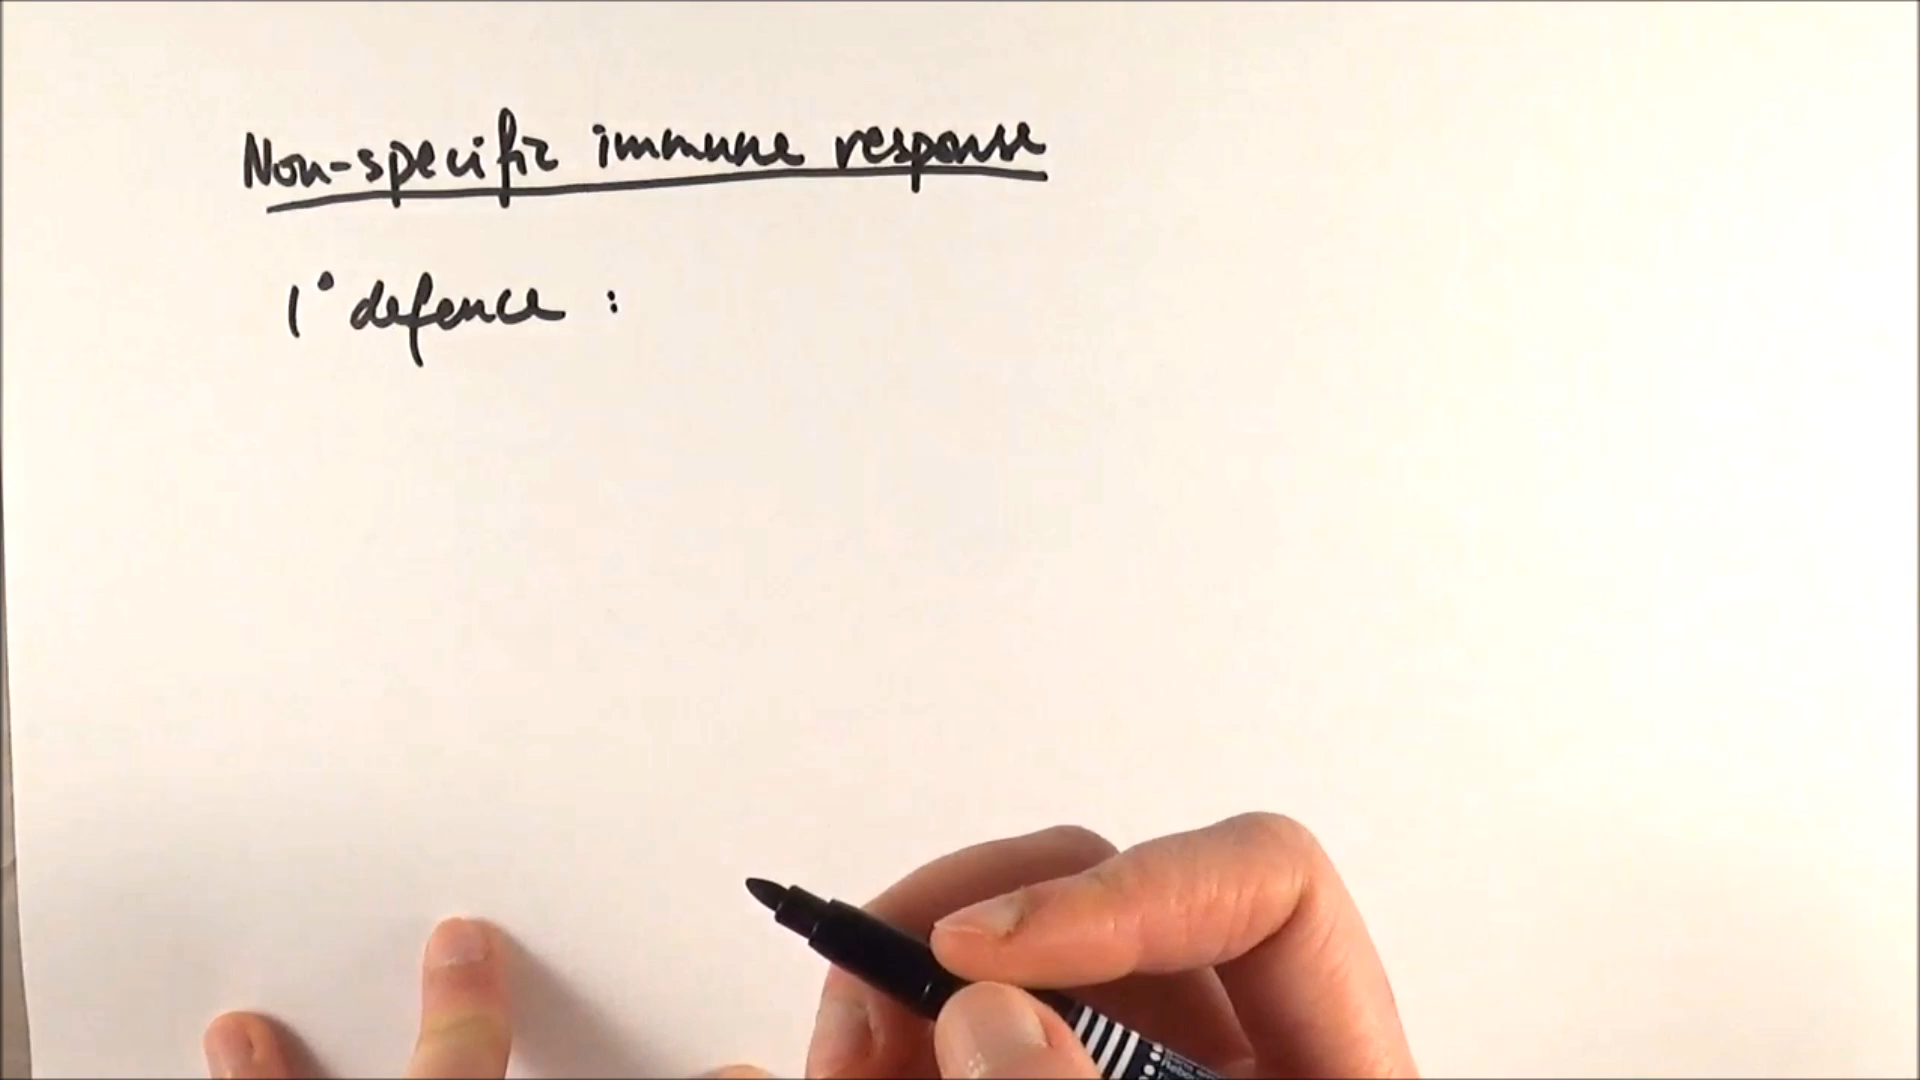 Non-specific immune response
1° defence :